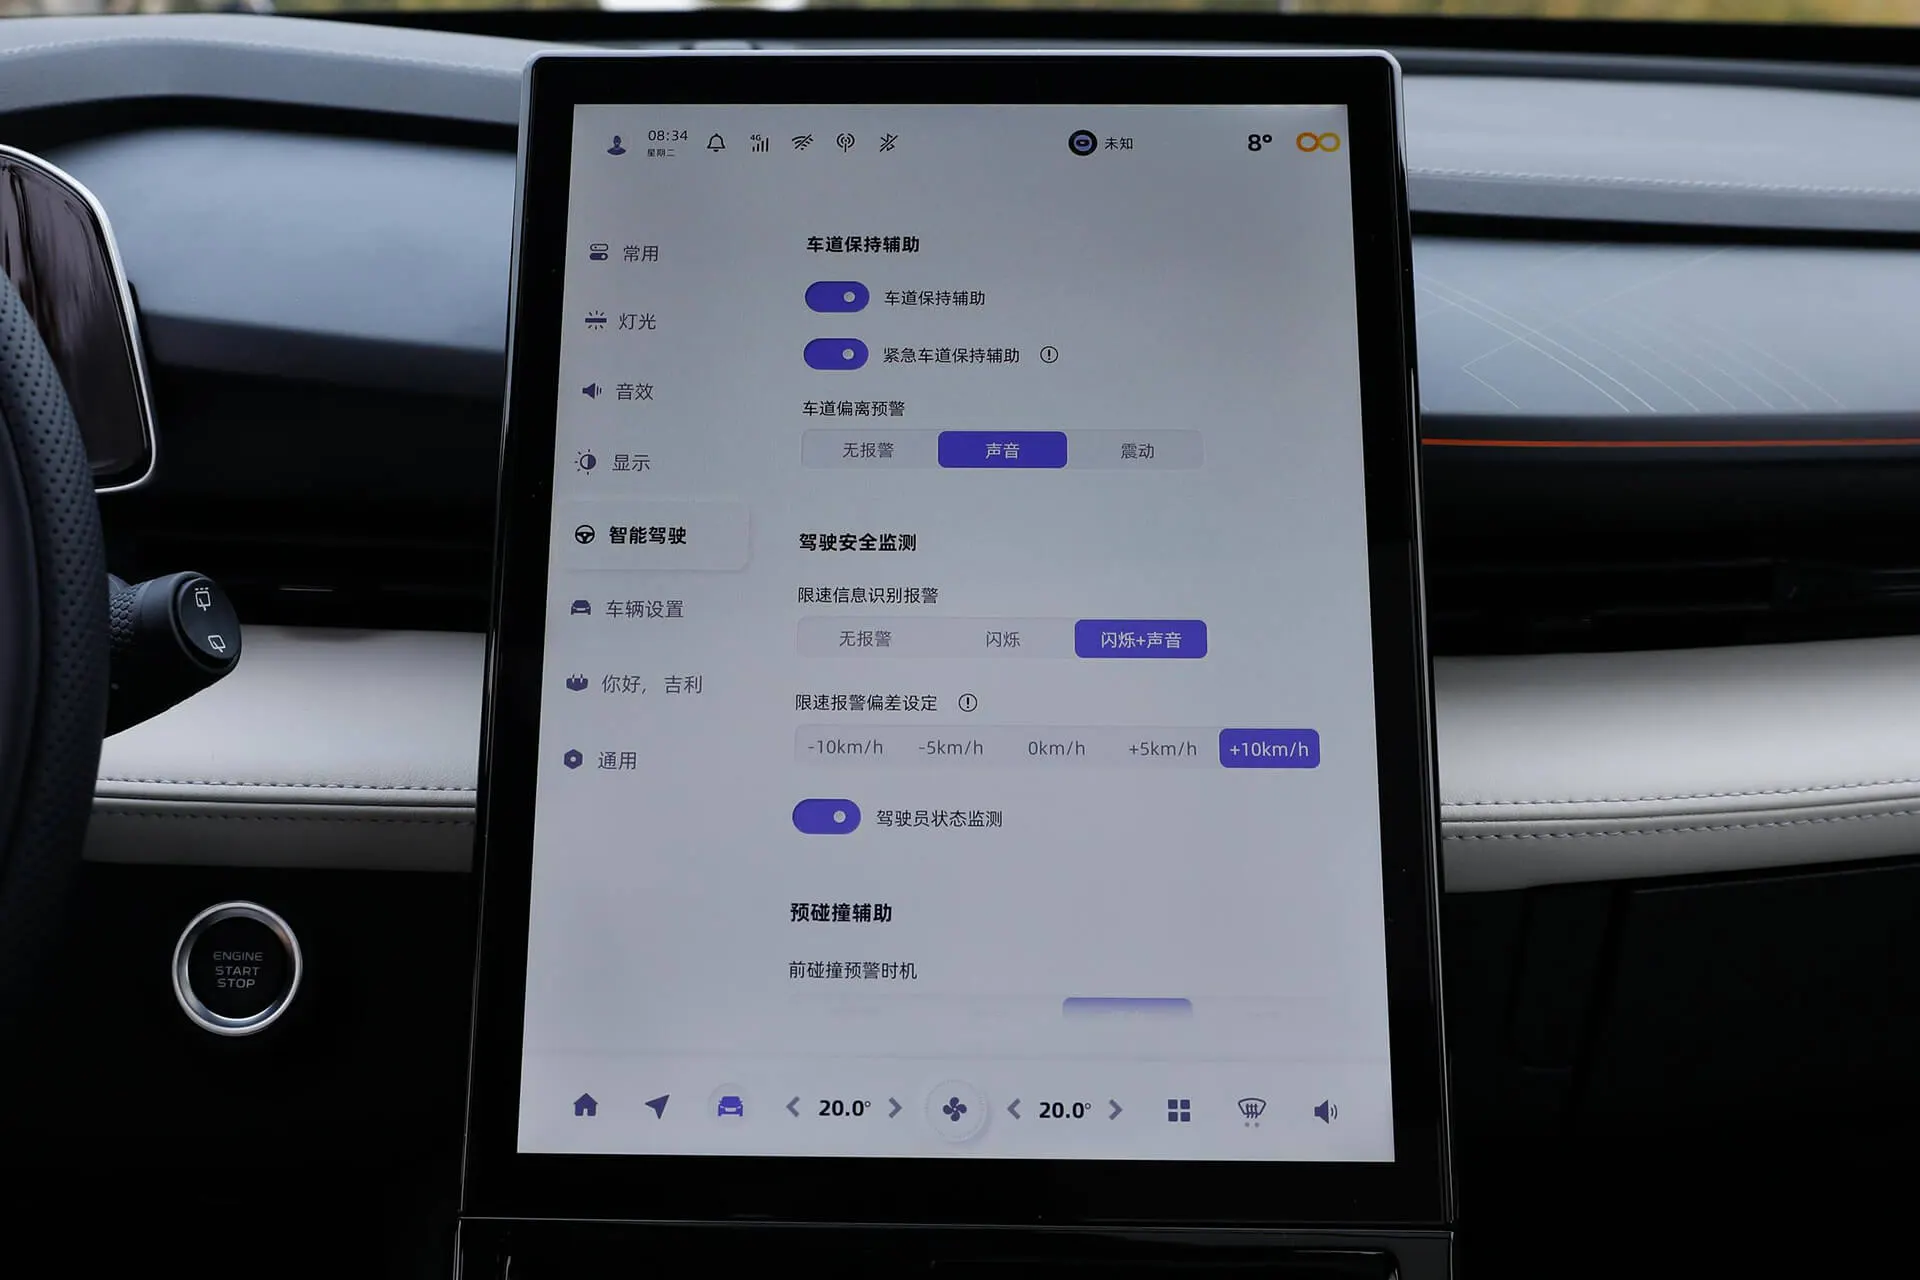 08:34
星期二
4G
未知
8°
常用
灯光
音效
显示
智能驾驶
车辆设置
你好，吉利
通用
车道保持辅助
车道保持辅助
紧急车道保持辅助
车道偏离预警
无报警 声音 震动
驾驶安全监测
限速信息识别报警
无报警 闪烁 闪烁+声音
限速报警偏差设定
-10km/h -5km/h 0km/h +5km/h +10km/h
驾驶员状态监测
预碰撞辅助
前碰撞预警时机
20.0° 20.0°
ENGINE
START
STOP